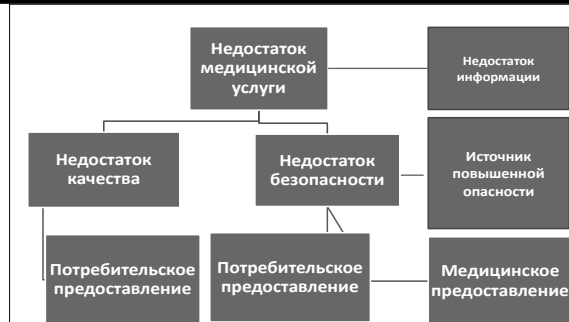 Недостаток
медицинской
услуги
Недостаток
информации
Недостаток
качества
Недостаток
безопасности
Источник
повышенной
опасности
Потребительское
предоставление
Потребительское
предоставление
Медицинское
предоставление